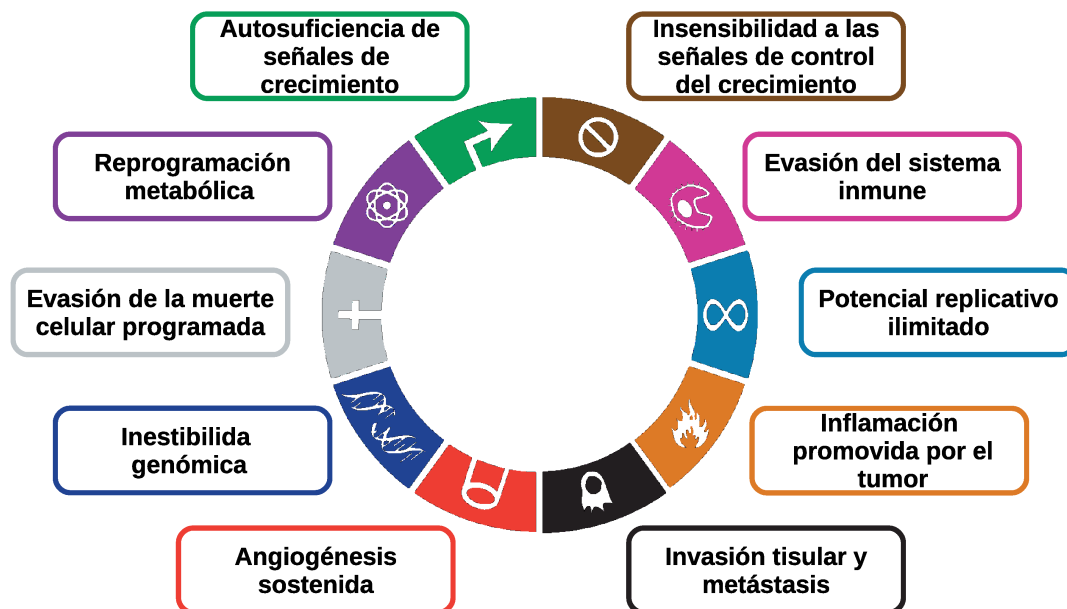 Autosuficiencia de
señales de
crecimiento
Insensibilidad a las
señales de control
del crecimiento
Reprogramación
metabólica
Evasión del sistema
inmune
Evasión de la muerte
celular programada
Potencial replicativo
ilimitado
Inestibilida
genómica
Inflamación
promovida por el
tumor
Angiogénesis
sostenida
Invasión tisular y
metástasis